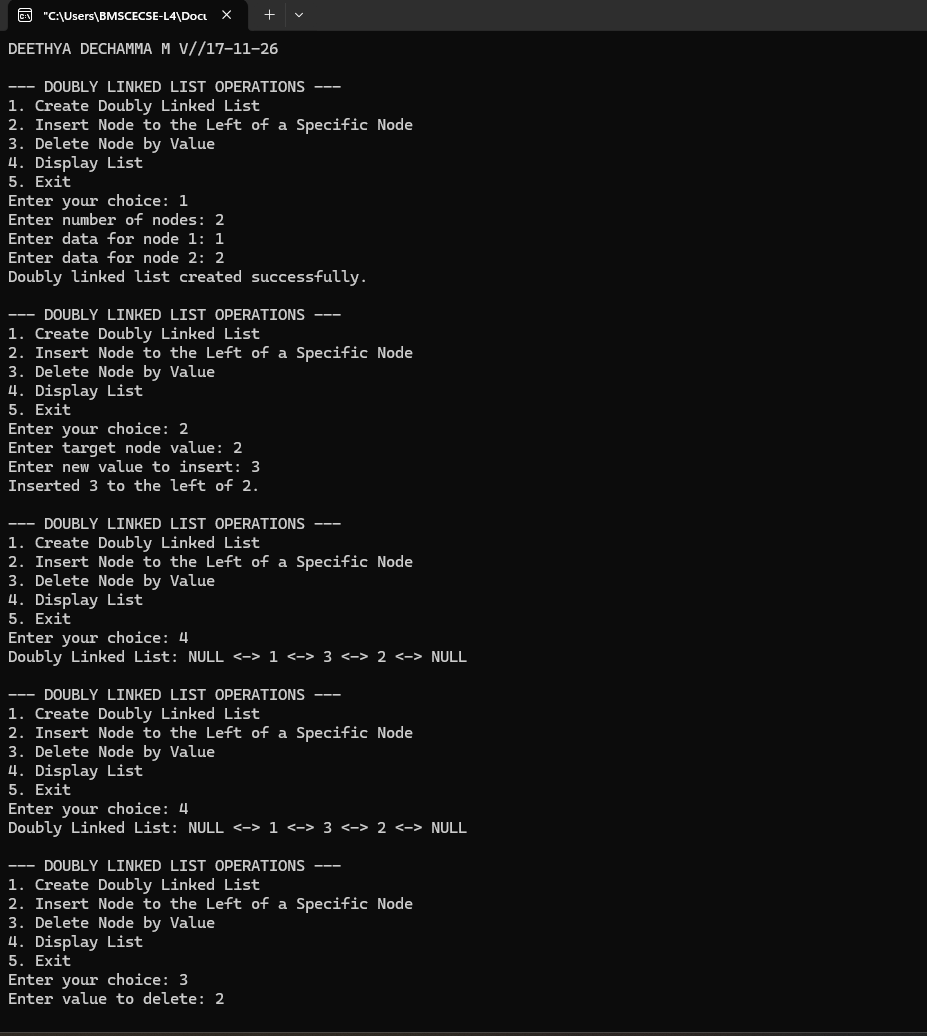 "C:\Users\BMSCECSE-L4\Docu
DEETHYA DECHAMMA M V//17-11-26
--- DOUBLY LINKED LIST OPERATIONS ---
1. Create Doubly Linked List
2. Insert Node to the Left of a Specific Node
3. Delete Node by Value
4. Display List
5. Exit
Enter your choice: 1
Enter number of nodes: 2
Enter data for node 1: 1
Enter data for node 2: 2
Doubly linked list created successfully.
--- DOUBLY LINKED LIST OPERATIONS ---
1. Create Doubly Linked List
2. Insert Node to the Left of a Specific Node
3. Delete Node by Value
4. Display List
5. Exit
Enter your choice: 2
Enter target node value: 2
Enter new value to insert: 3
Inserted 3 to the left of 2.
--- DOUBLY LINKED LIST OPERATIONS ---
1. Create Doubly Linked List
2. Insert Node to the Left of a Specific Node
3. Delete Node by Value
4. Display List
5. Exit
Enter your choice: 4
Doubly Linked List: NULL <-> 1 <-> 3 <-> 2 <-> NULL
--- DOUBLY LINKED LIST OPERATIONS ---
1. Create Doubly Linked List
2. Insert Node to the Left of a Specific Node
3. Delete Node by Value
4. Display List
5. Exit
Enter your choice: 4
Doubly Linked List: NULL <-> 1 <-> 3 <-> 2 <-> NULL
--- DOUBLY LINKED LIST OPERATIONS ---
1. Create Doubly Linked List
2. Insert Node to the Left of a Specific Node
3. Delete Node by Value
4. Display List
5. Exit
Enter your choice: 3
Enter value to delete: 2